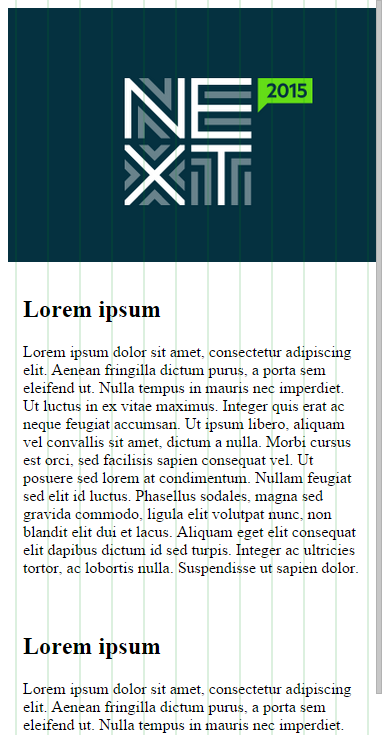 NE
XT
2015
Lorem ipsum
Lorem ipsum dolor sit amet, consectetur adipiscing
elit. Aenean fringilla dictum purus, a porta sem
eleifend ut. Nulla tempus in mauris nec imperdiet.
Ut luctus in ex vitae maximus. Integer quis erat ac
neque feugiat accumsan. Ut ipsum libero, aliquam
vel convallis sit amet, dictum a nulla. Morbi cursus
est orci, sed facilisis sapien consequat vel. Ut
posuere sed lorem at condimentum. Nullam feugiat
sed elit id luctus. Phasellus sodales, magna sed
gravida commodo, ligula elit volutpat nunc, non
blandit elit dui et lacus. Aliquam eget elit consequat
elit dapibus dictum id sed turpis. Integer ac ultricies
tortor, ac lobortis nulla. Suspendisse ut sapien dolor.
Lorem ipsum
Lorem ipsum dolor sit amet, consectetur adipiscing
elit. Aenean fringilla dictum purus, a porta sem
eleifend ut. Nulla tempus in mauris nec imperdiet.